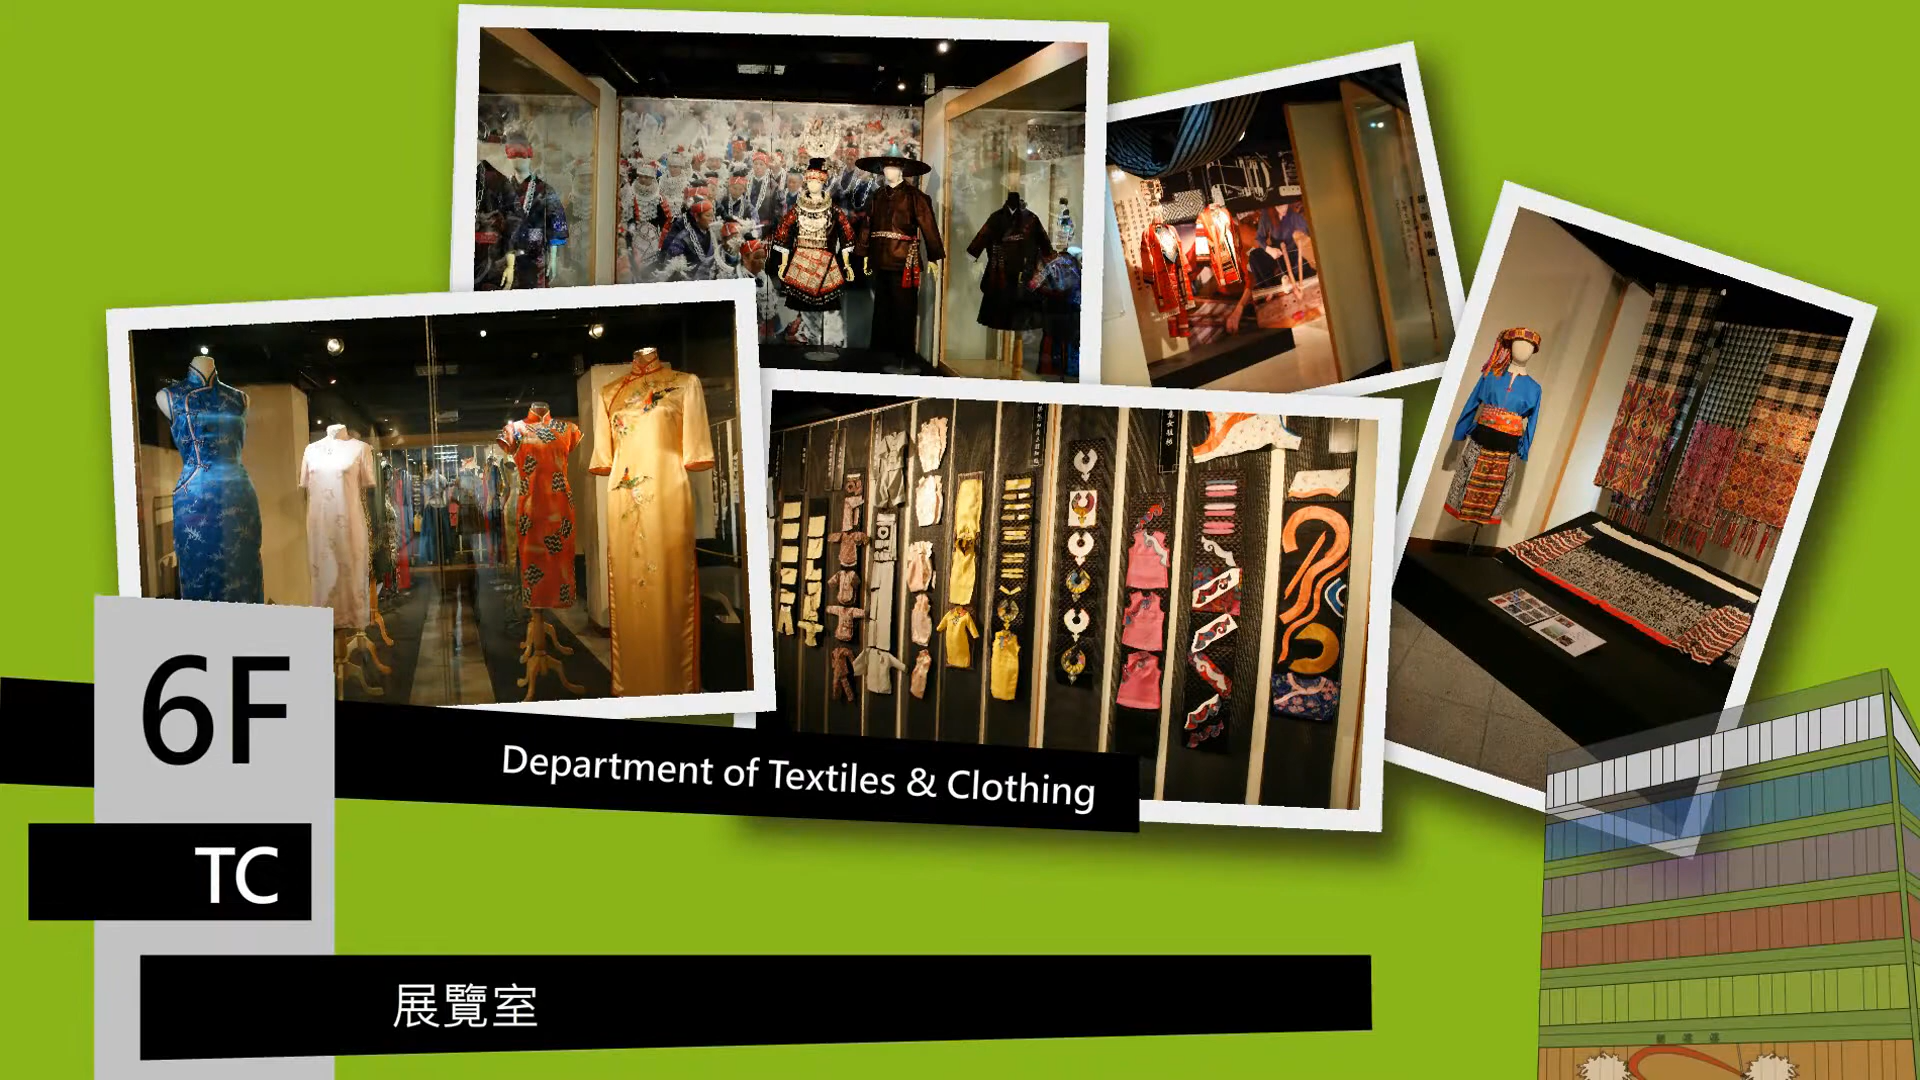 6F
Department of Textiles & Clothing
TC
展覽室